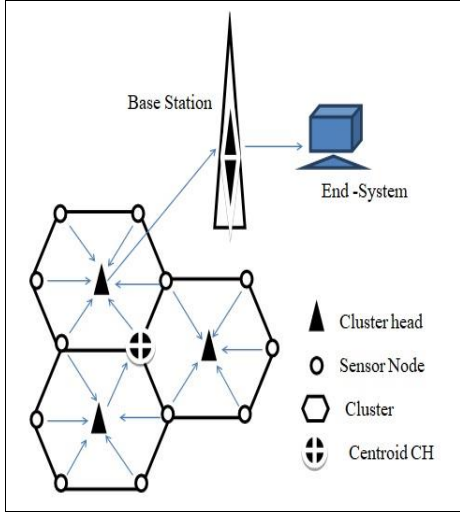 Base Station
End -System
Cluster head
Sensor Node
Cluster
Centroid CH